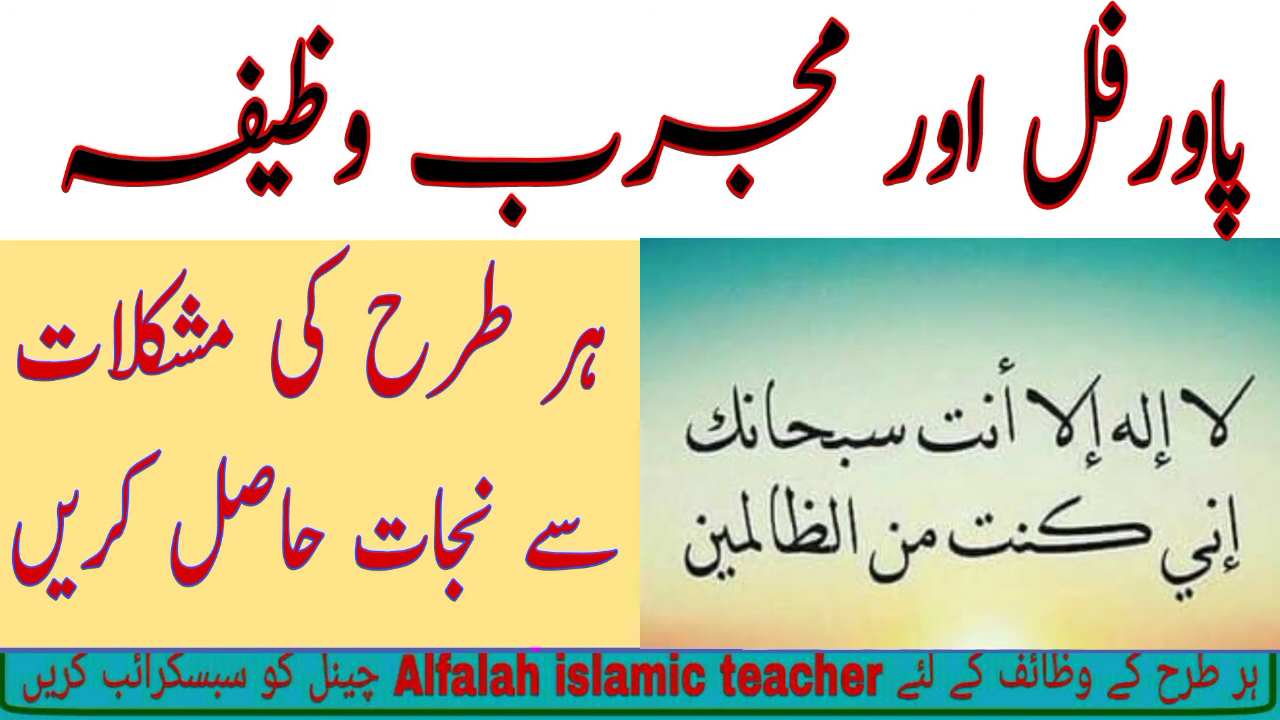 پاورفل اور مجرب وظیفہ
ہر طرح کی مشکلات
سے نجات حاصل کریں
لا إله إلا أنت سبحانك
إني كنت من الظالمين
ہر طرح کے وظائف کے لئے Alfalah islamic teacher چینل کو سبسکرائب کریں